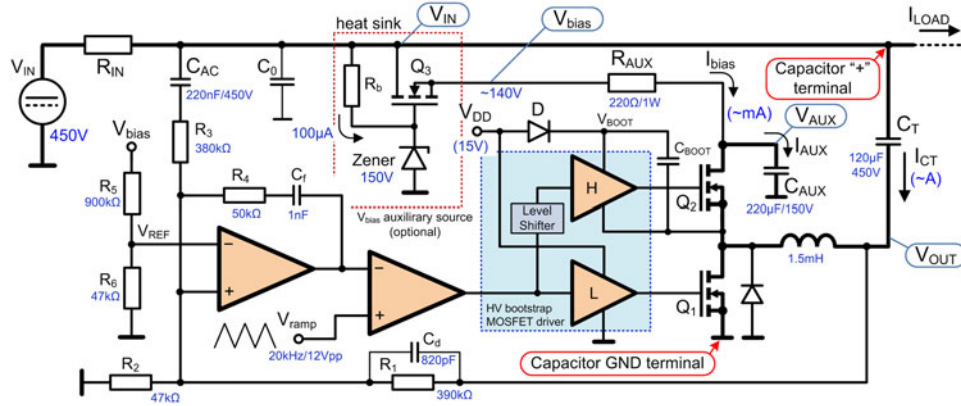 heat sink
V_IN
V_bias
I_LOAD
V_IN
R_IN
C_AC
220nF/450V
C_0
R_b
Q_3
R_AUX
I_bias
Capacitor "+"
terminal
~140V
220Ω/1W
(~mA)
450V
V_bias
R_3
380kΩ
100µA
Zener
150V
V_DD
(15V)
D
V_BOOT
C_BOOT
V_AUX
I_AUX
C_T
120µF
450V
I_CT
(~A)
R_5
900kΩ
R_4
50kΩ
C_f
1nF
V_bias auxilirary source
(optional)
H
Level
Shifter
Q_2
C_AUX
220µF/150V
V_REF
−
+
−
+
L
1.5mH
V_OUT
R_6
47kΩ
V_ramp
20kHz/12Vpp
HV bootstrap
MOSFET driver
Q_1
C_d
820pF
Capacitor GND terminal
R_2
47kΩ
R_1
390kΩ